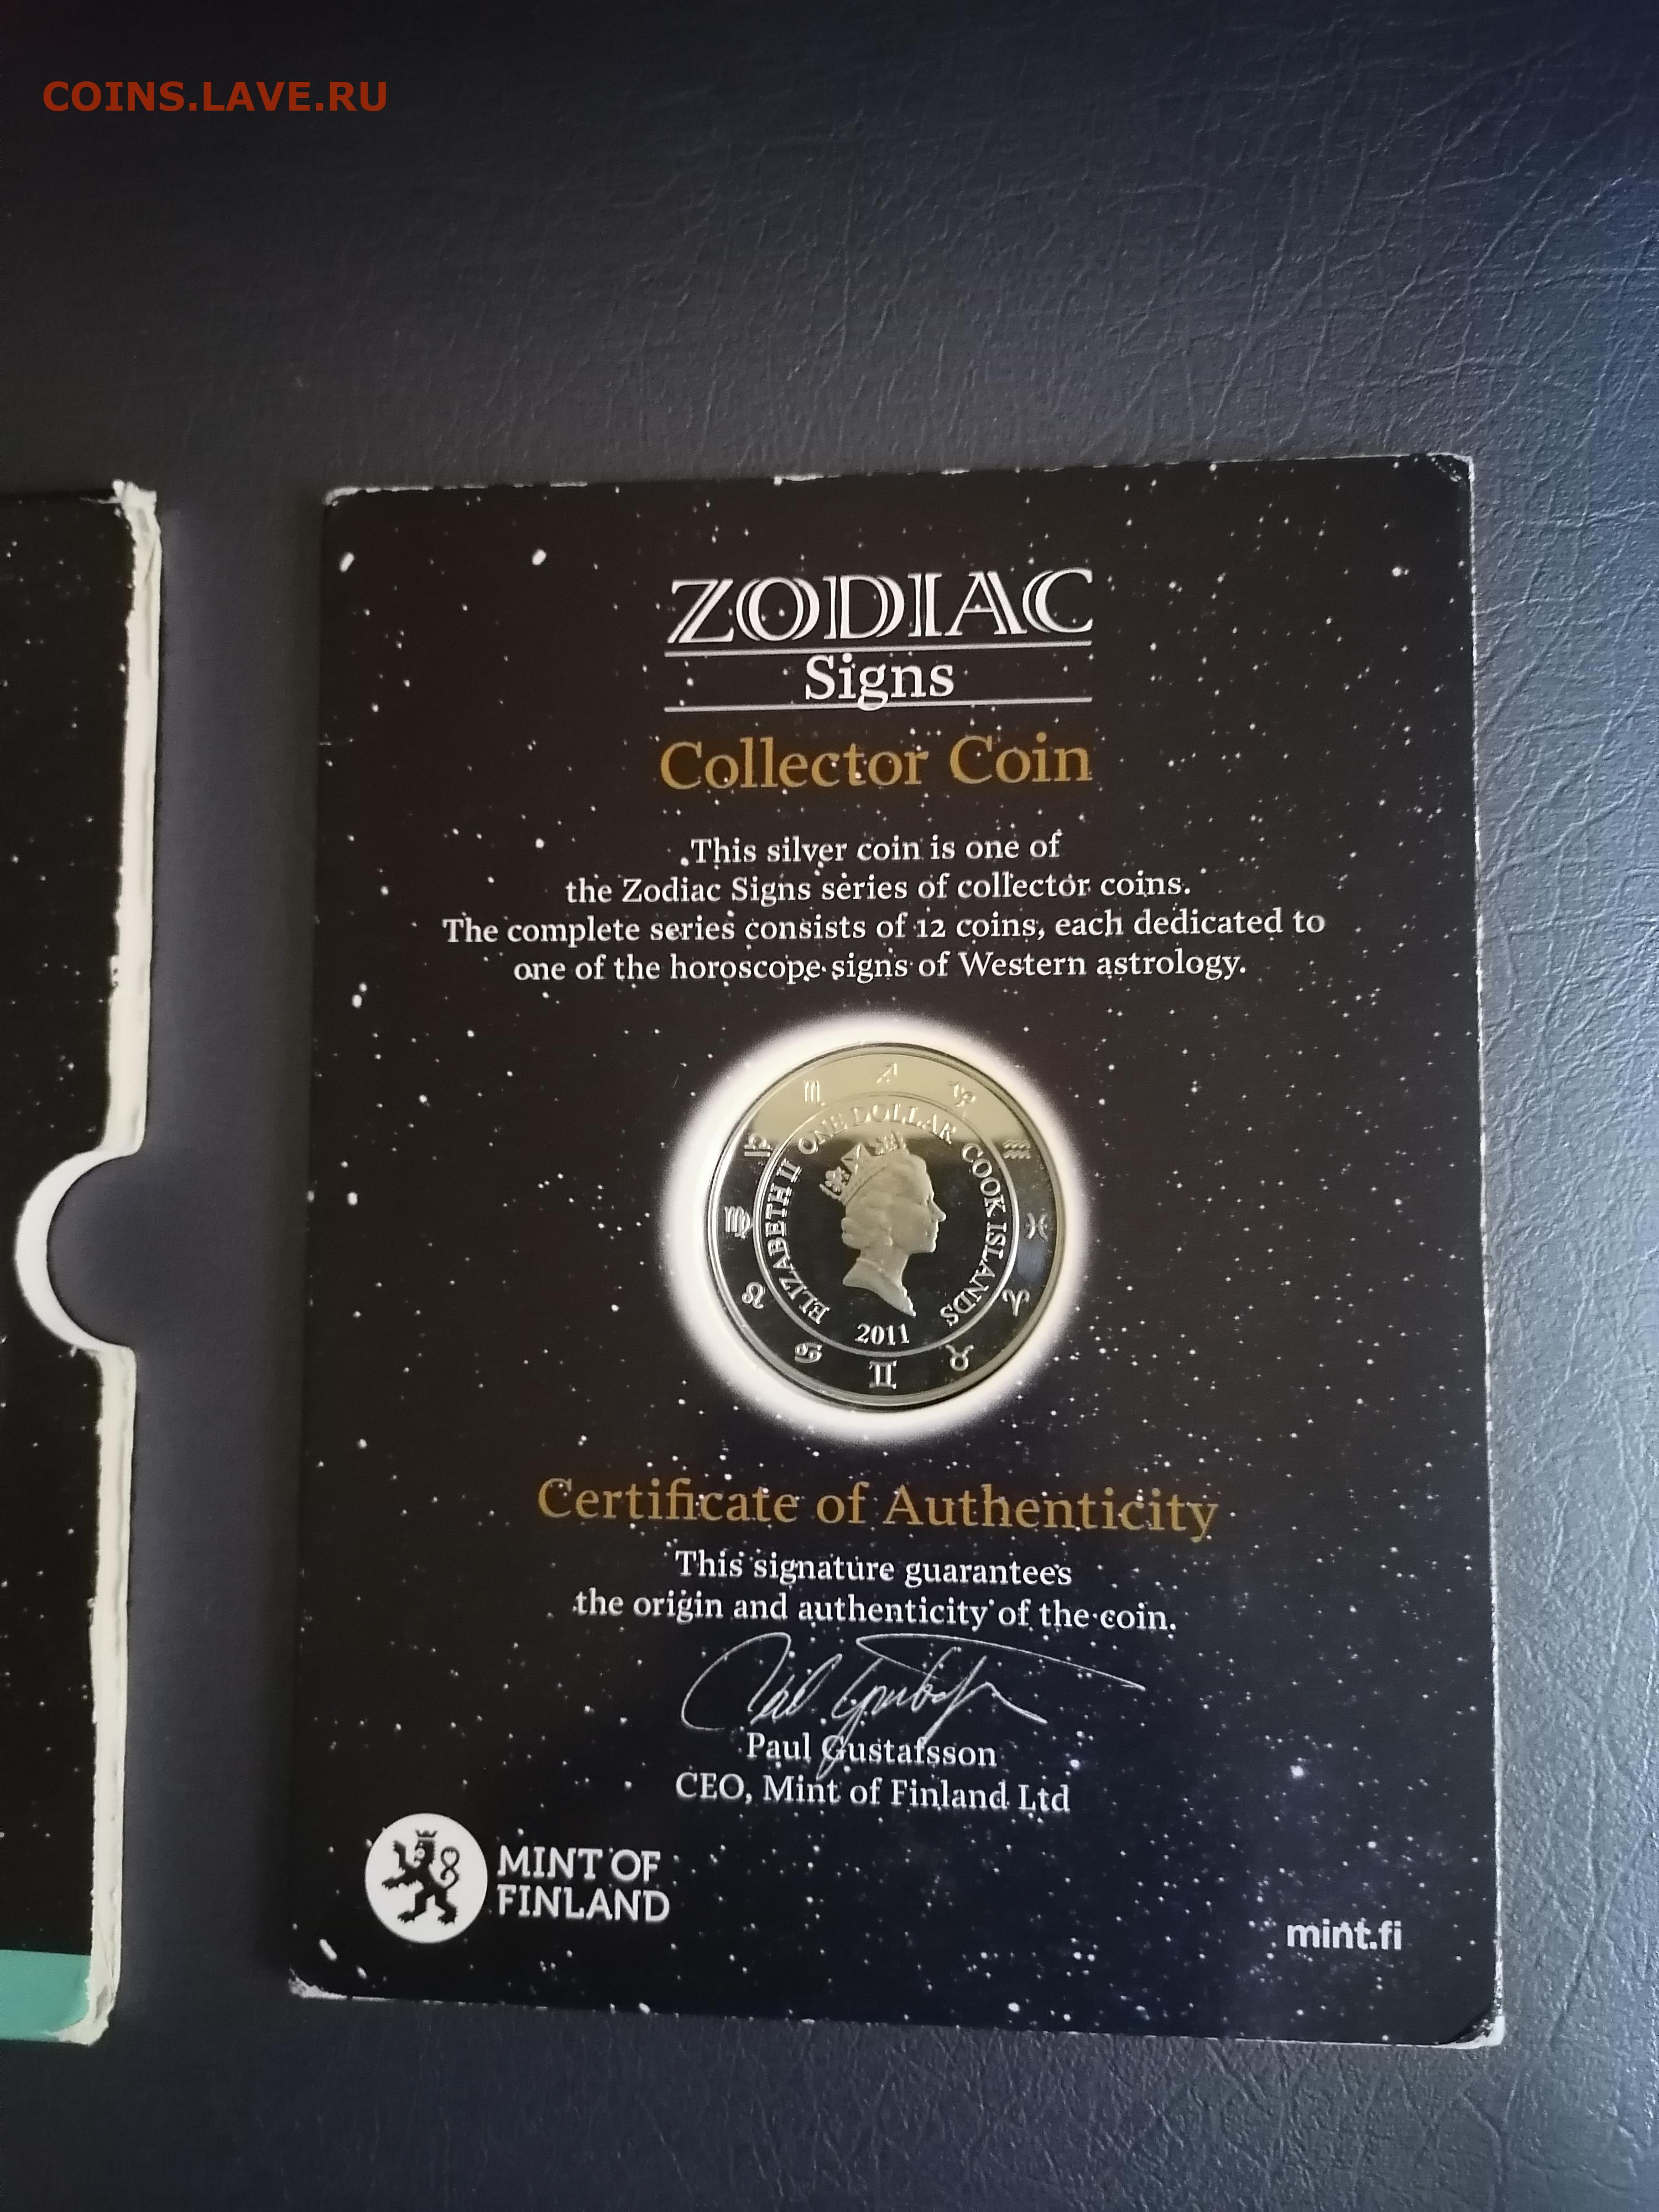 COINS.LAVE.RU
ZODIAC
Signs
Collector Coin
This silver coin is one of
the Zodiac Signs series of collector coins.
The complete series consists of 12 coins, each dedicated to
one of the horoscope signs of Western astrology.
ELIZABETH II ONE DOLLAR COOK ISLANDS
2011
Certificate of Authenticity
This signature guarantees
the origin and authenticity of the coin.
Paul Gustafsson
CEO, Mint of Finland Ltd
MINT OF
FINLAND
mint.fi